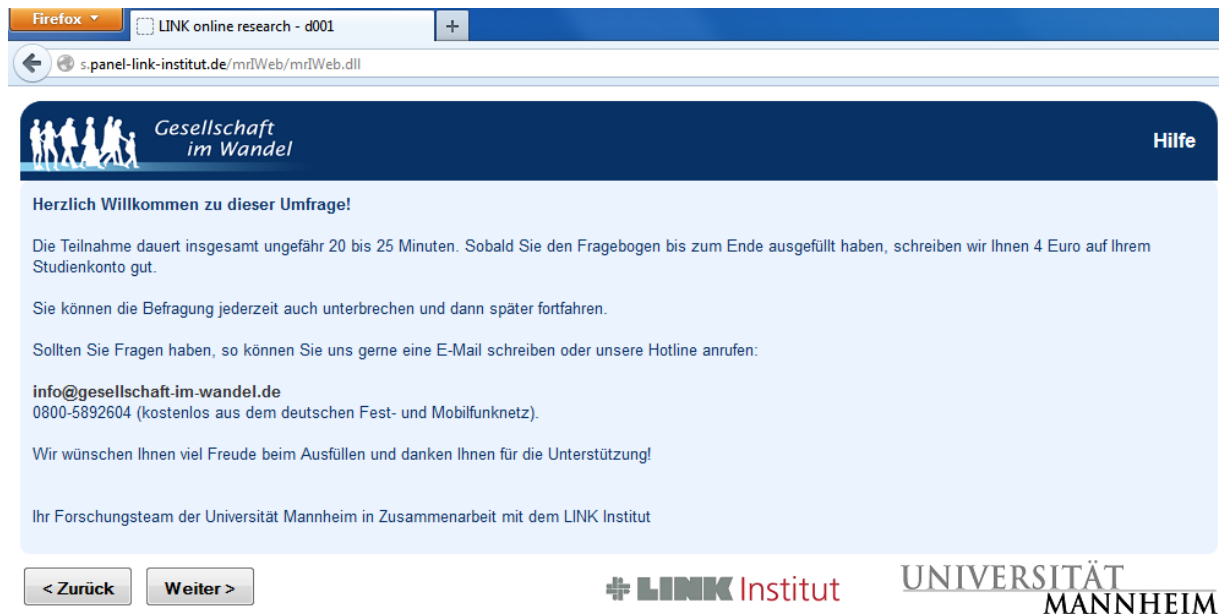 Firefox
LINK online research - d001
+
s.panel-link-institut.de/mrIWeb/mrIWeb.dll
Gesellschaft
im Wandel
Hilfe
Herzlich Willkommen zu dieser Umfrage!
Die Teilnahme dauert insgesamt ungefähr 20 bis 25 Minuten. Sobald Sie den Fragebogen bis zum Ende ausgefüllt haben, schreiben wir Ihnen 4 Euro auf Ihrem
Studienkonto gut.
Sie können die Befragung jederzeit auch unterbrechen und dann später fortfahren.
Sollten Sie Fragen haben, so können Sie uns gerne eine E-Mail schreiben oder unsere Hotline anrufen:
info@gesellschaft-im-wandel.de
0800-5892604 (kostenlos aus dem deutschen Fest- und Mobilfunknetz).
Wir wünschen Ihnen viel Freude beim Ausfüllen und danken Ihnen für die Unterstützung!
Ihr Forschungsteam der Universität Mannheim in Zusammenarbeit mit dem LINK Institut
< Zurück
Weiter >
LINK Institut
UNIVERSITÄT
MANNHEIM